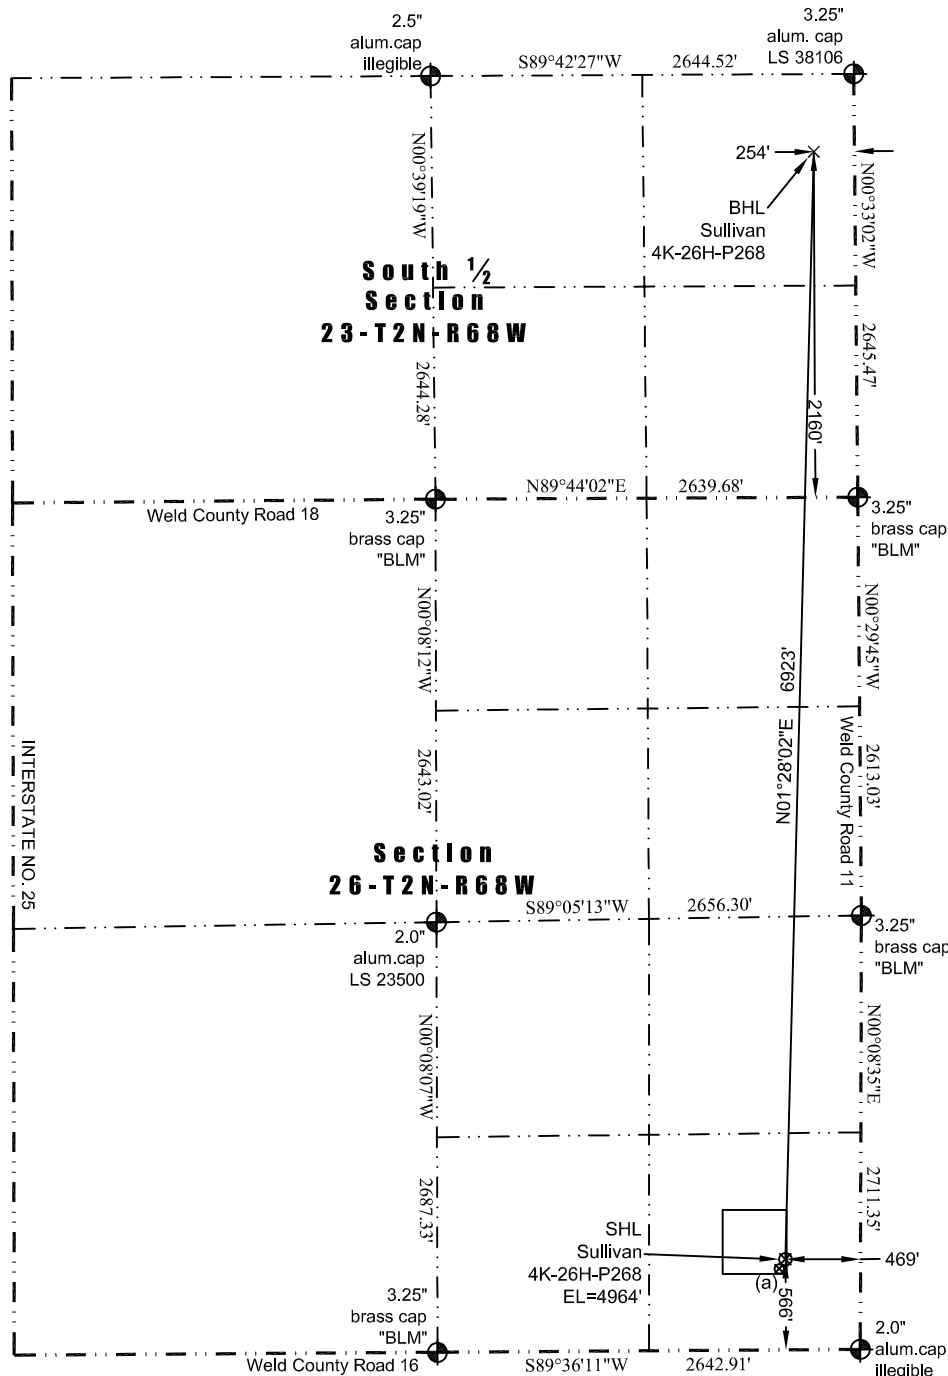 2.5"
alum.cap
illegible
3.25"
alum. cap
LS 38106
S89°42'27"W 2644.52'
254'
BHL
Sullivan
4K-26H-P268
N00°39'19"W
N00°33'02"W
South ½
Section
23-T2N-R68W
2644.28'
2645.47'
2160'
N89°44'02"E 2639.68'
Weld County Road 18
3.25"
brass cap
"BLM"
3.25"
brass cap
"BLM"
N00°08'12"W
N00°29'45"W
N01°28'02"E 6923'
INTERSTATE NO. 25
2643.02'
Weld County Road 11
2613.03'
Section
26-T2N-R68W
S89°05'13"W 2656.30'
2.0"
alum.cap
LS 23500
3.25"
brass cap
"BLM"
N00°08'07"W
N00°08'35"E
2687.33'
2711.35'
SHL
Sullivan
4K-26H-P268
EL=4964'
469'
(a)
566'
3.25"
brass cap
"BLM"
2.0"
alum.cap
illegible
Weld County Road 16
S89°36'11"W 2642.91'